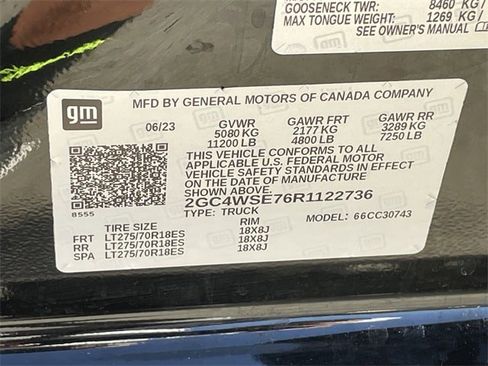 GOOSENECK TWR: 8460 KG /
MAX TONGUE WEIGHT: 1269 KG /
SEE OWNER'S MANUAL
gm
MFD BY GENERAL MOTORS OF CANADA COMPANY
06/23 GVWR GAWR FRT GAWR RR
5080 KG 2177 KG 3289 KG
11200 LB 4800 LB 7250 LB
THIS VEHICLE CONFORMS TO ALL
APPLICABLE U.S. FEDERAL MOTOR
VEHICLE SAFETY STANDARDS IN
EFFECT ON THE DATE OF MANUFACTURE
SHOWN ABOVE.
2GC4WSE76R1122736
TYPE: TRUCK MODEL: 66CC30743
8555
TIRE SIZE RIM
FRT LT275/70R18ES 18X8J
RR LT275/70R18ES 18X8J
SPA LT275/70R18ES 18X8J